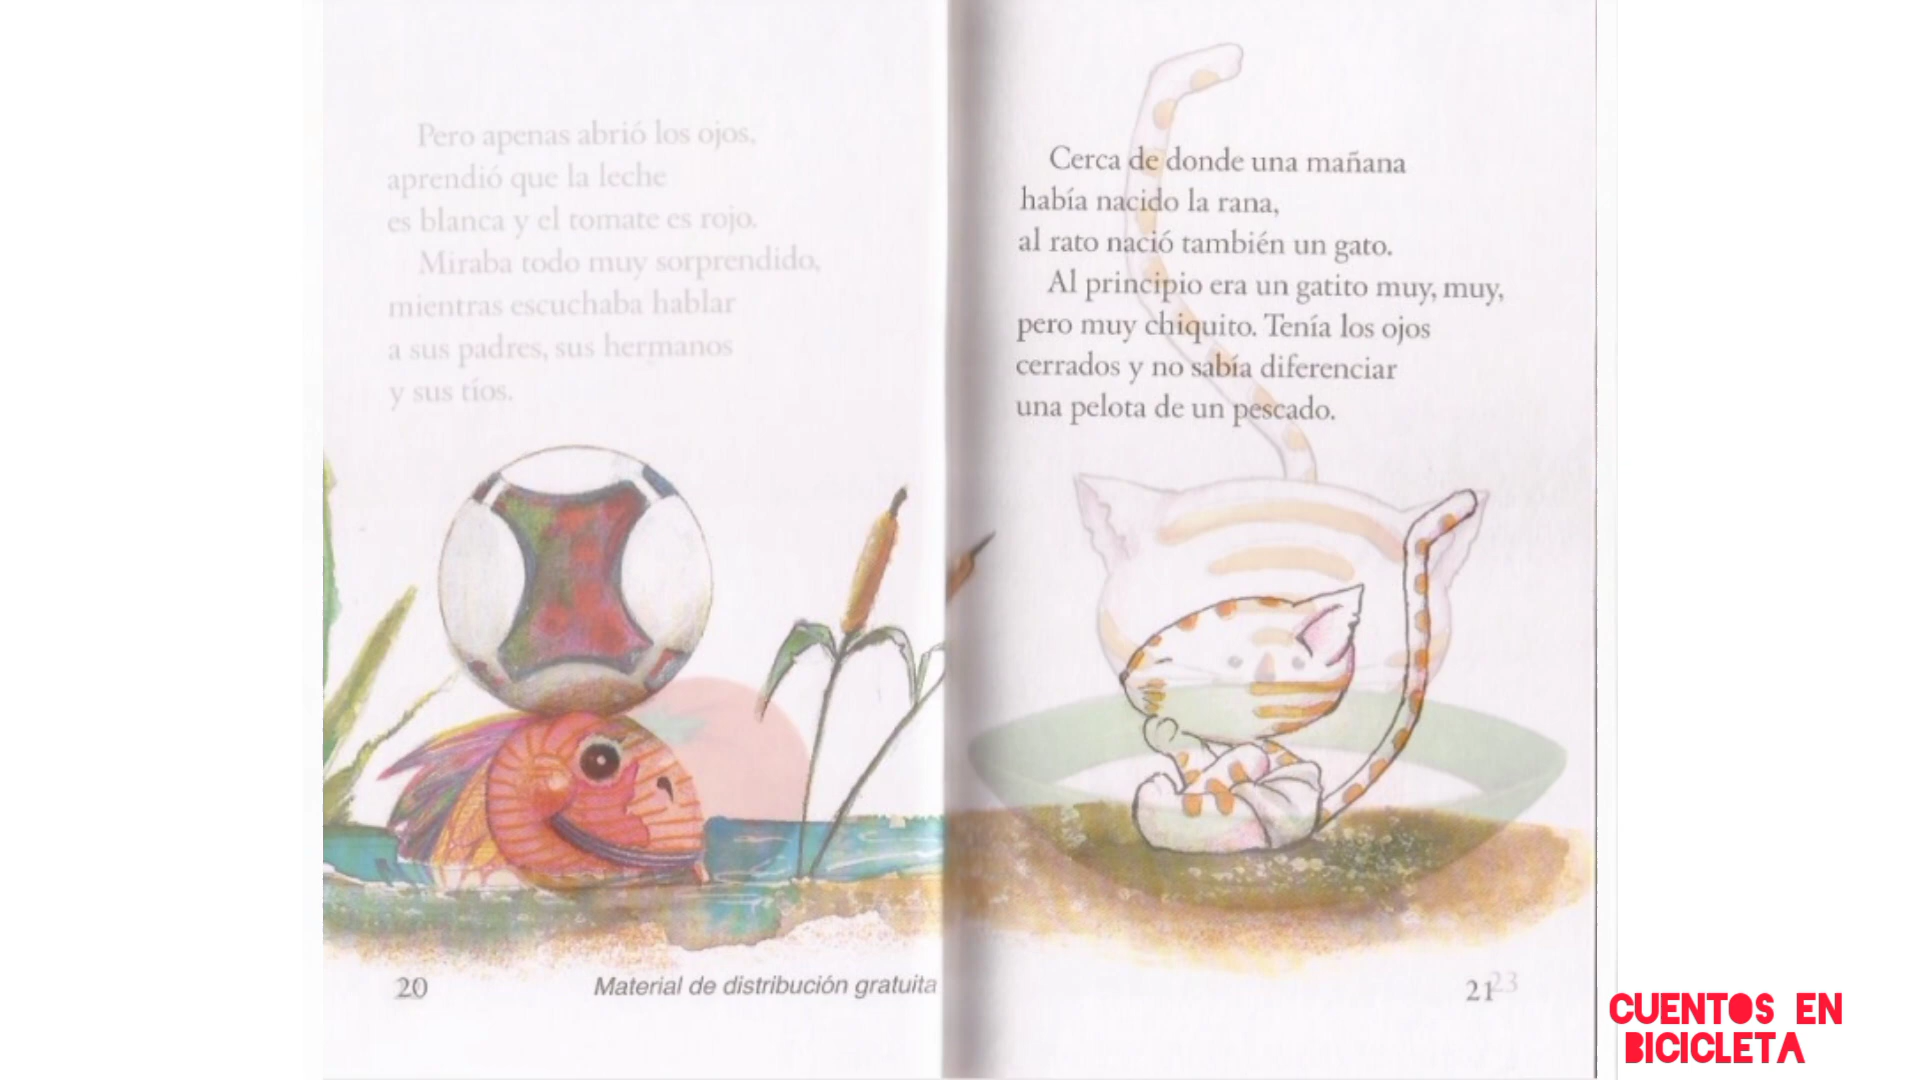 Pero apenas abrió los ojos,
aprendió que la leche
es blanca y el tomate es rojo.
Miraba todo muy sorprendido,
mientras escuchaba hablar
a sus padres, sus hermanos
y sus tíos.
20
Material de distribución gratuita
Cerca de donde una mañana
había nacido la rana,
al rato nació también un gato.
Al principio era un gatito muy, muy,
pero muy chiquito. Tenía los ojos
cerrados y no sabía diferenciar
una pelota de un pescado.
21
23
CUENTOS EN
BICICLETA